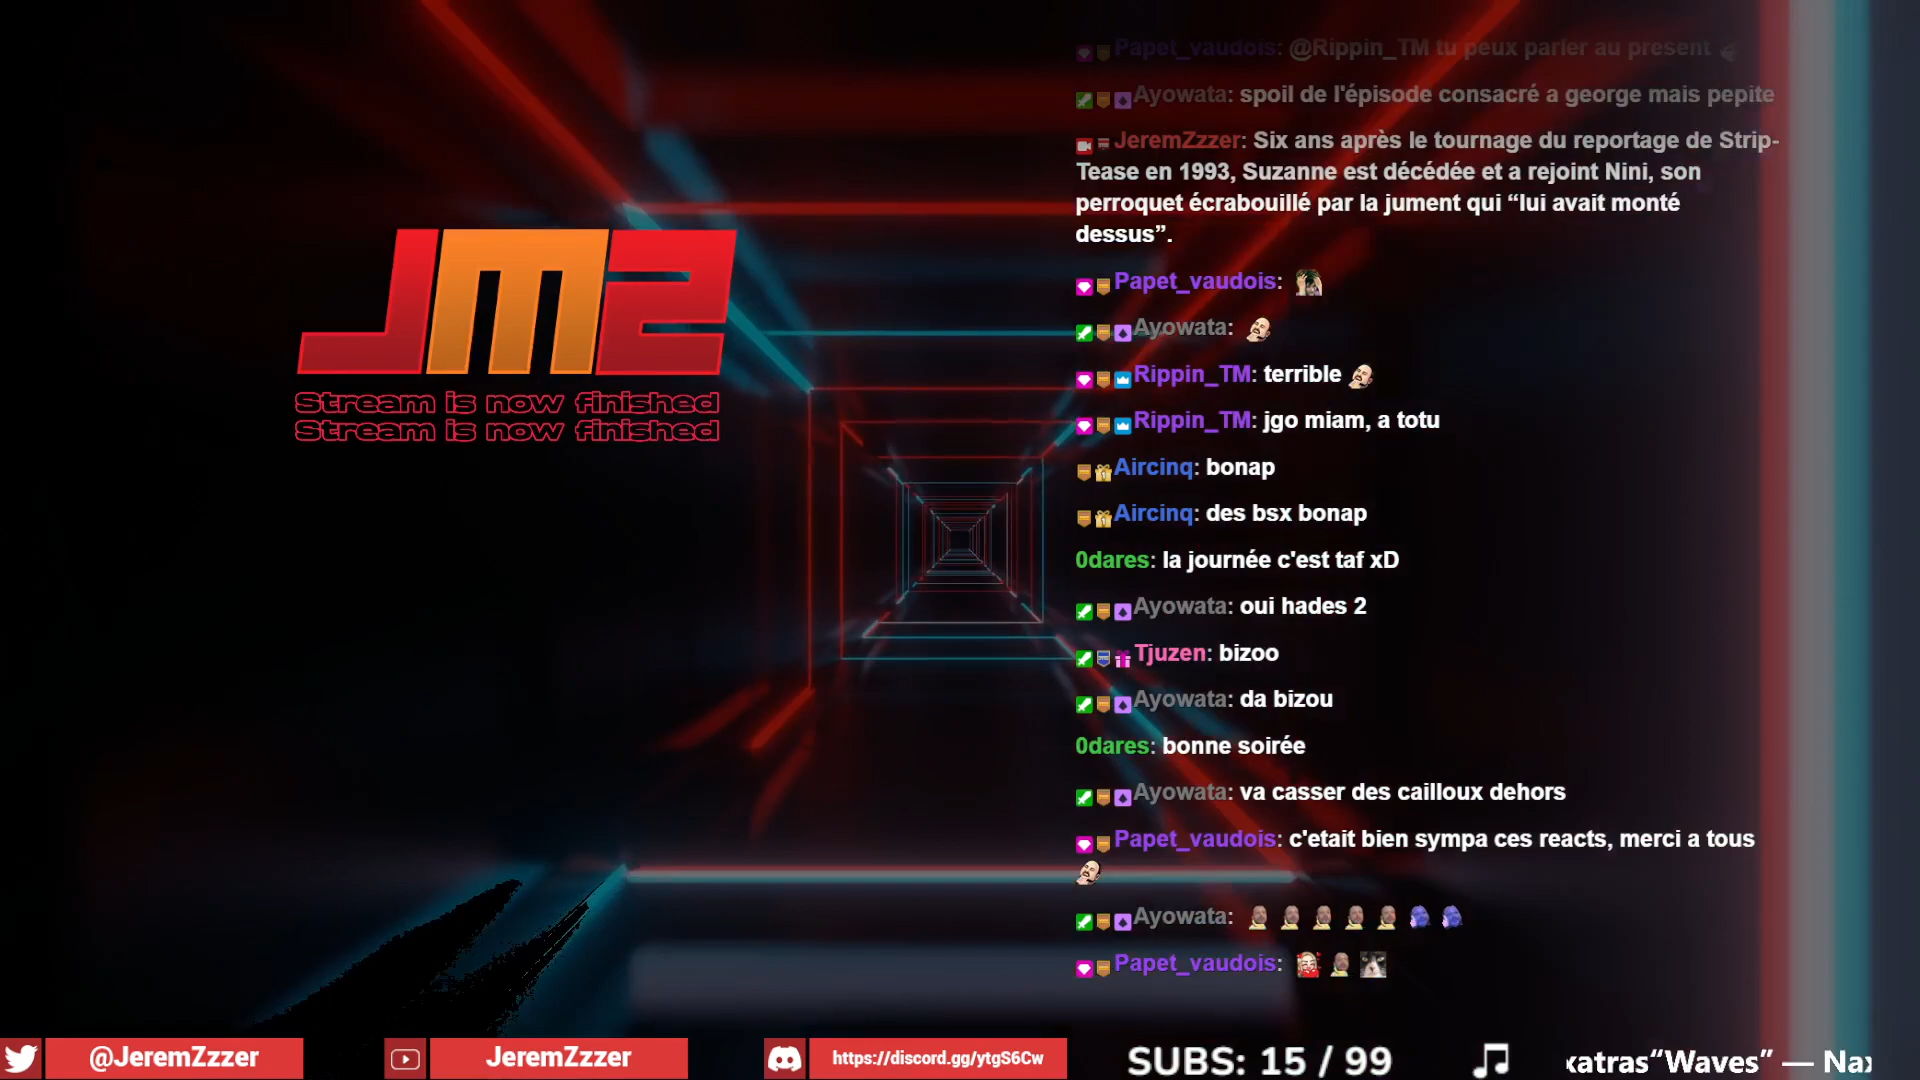 JMZ
Stream is now finished
Stream is now finished
Papet_vaudois: @Rippin_TM tu peux parler au present
Ayowata: spoil de l'épisode consacré a george mais pepite
JeremZzzer: Six ans après le tournage du reportage de Strip-
Tease en 1993, Suzanne est décédée et a rejoint Nini, son
perroquet écrabouillé par la jument qui “lui avait monté
dessus”.
Papet_vaudois:
Ayowata:
Rippin_TM: terrible
Rippin_TM: jgo miam, a totu
Aircinq: bonap
Aircinq: des bsx bonap
0dares: la journée c'est taf xD
Ayowata: oui hades 2
Tjuzen: bizoo
Ayowata: da bizou
0dares: bonne soirée
Ayowata: va casser des cailloux dehors
Papet_vaudois: c'etait bien sympa ces reacts, merci a tous
Ayowata:
Papet_vaudois:
@JeremZzzer
JeremZzzer
https://discord.gg/ytgS6Cw
SUBS: 15 / 99
katras“Waves” — Nax